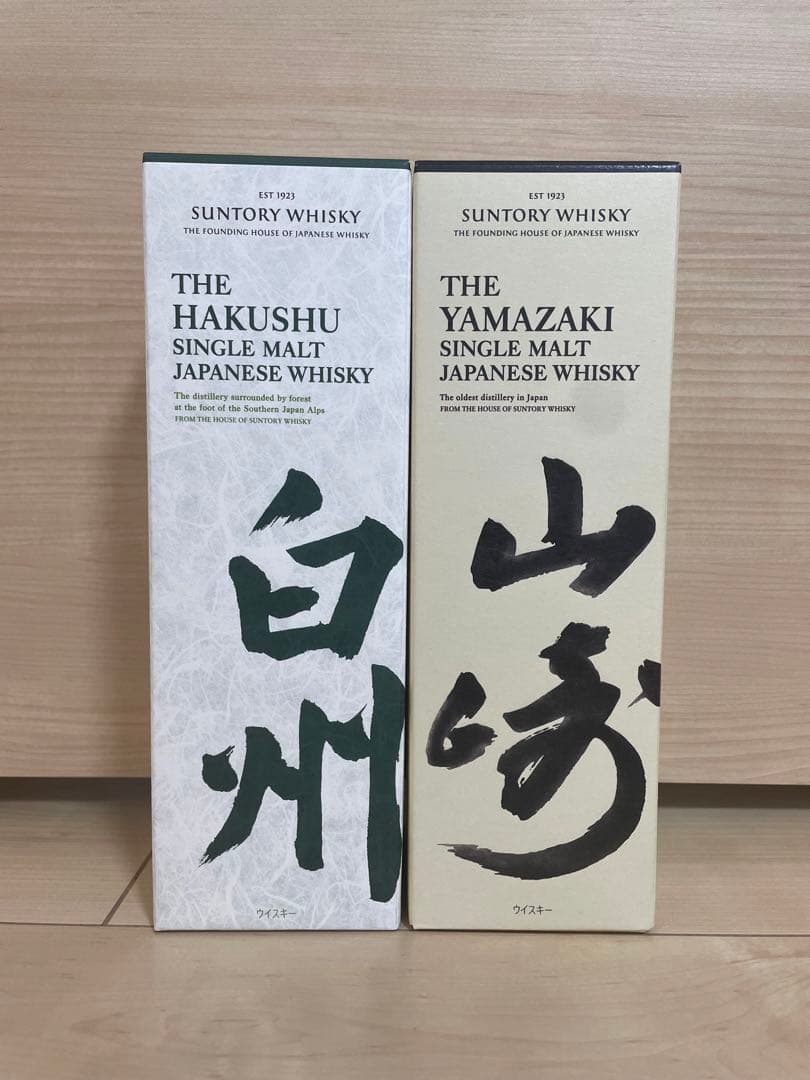 EST 1923
SUNTORY WHISKY
THE FOUNDING HOUSE OF JAPANESE WHISKY
THE
HAKUSHU
SINGLE MALT
JAPANESE WHISKY
The distillery surrounded by forest
at the foot of the Southern Japan Alps
FROM THE HOUSE OF SUNTORY WHISKY
白
州
ウイスキー
EST 1923
SUNTORY WHISKY
THE FOUNDING HOUSE OF JAPANESE WHISKY
THE
YAMAZAKI
SINGLE MALT
JAPANESE WHISKY
The oldest distillery in Japan
FROM THE HOUSE OF SUNTORY WHISKY
山
崎
ウイスキー